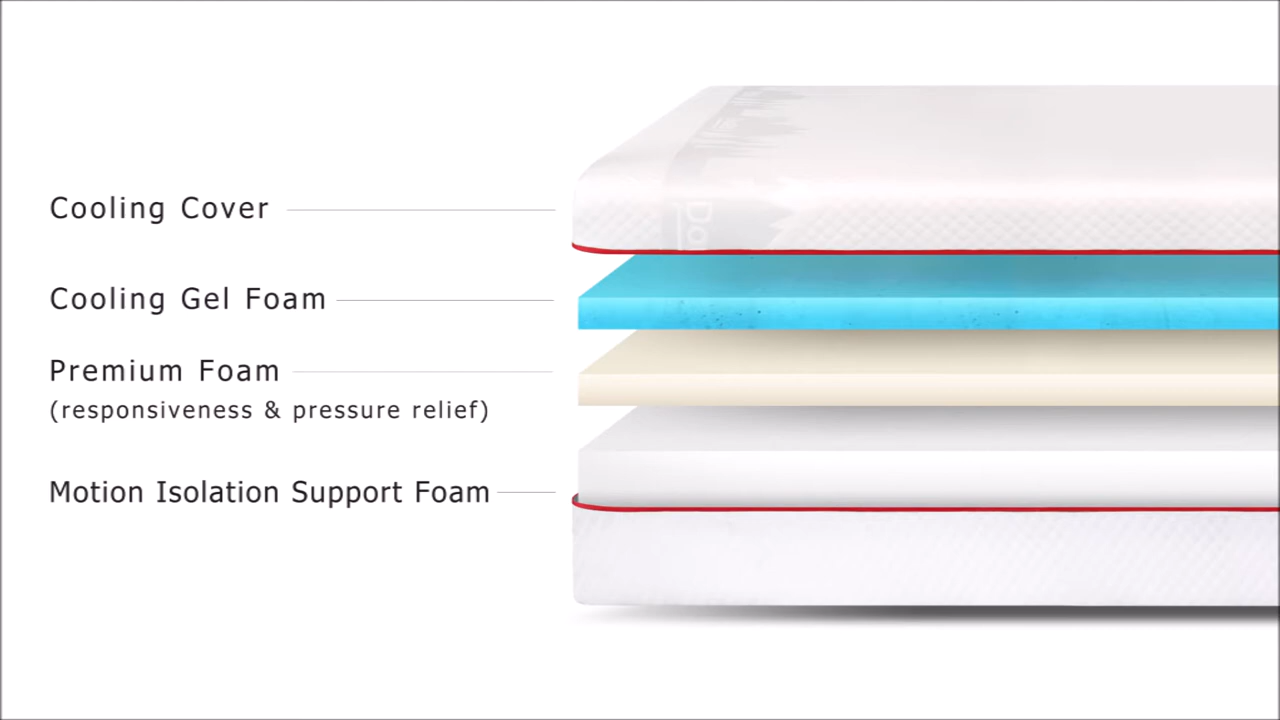 Cooling Cover
Cooling Gel Foam
Premium Foam
(responsiveness & pressure relief)
Motion Isolation Support Foam